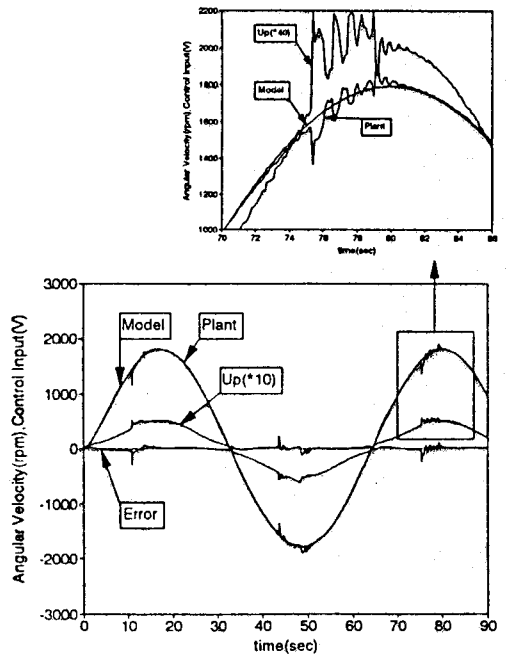 Angular Velocity(rpm),Control Input(V)
2200
2000
1800
1600
1400
1200
1000
Up(*40)
Model
Plant
70 72 74 76 78 80 82 84 86
time(sec)
Angular Velocity(rpm),Control Input(V)
3000
2000
1000
0
-1000
-2000
-3000
Model
Plant
Up(*10)
Error
0 10 20 30 40 50 60 70 80 90
time(sec)